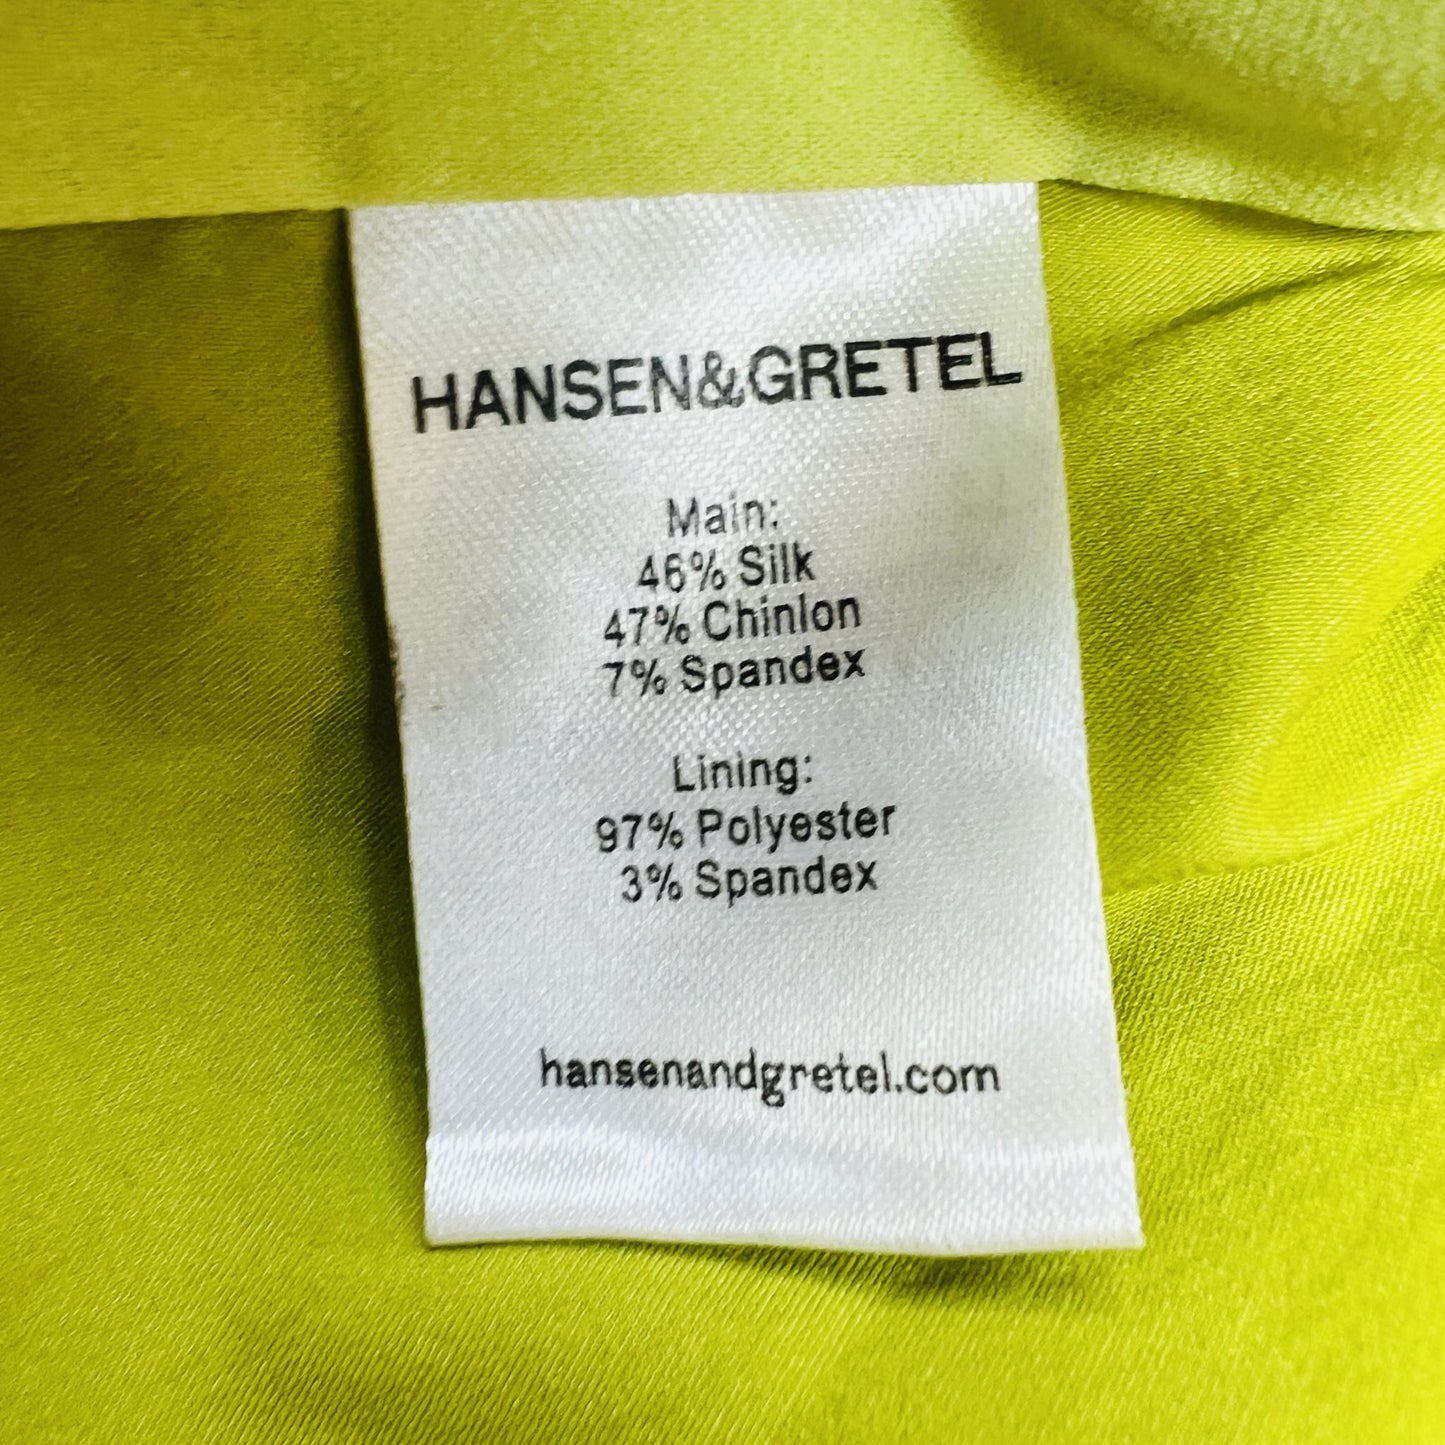 HANSEN&GRETEL
Main:
46% Silk
47% Chinlon
7% Spandex
Lining:
97% Polyester
3% Spandex
hansenandgretel.com